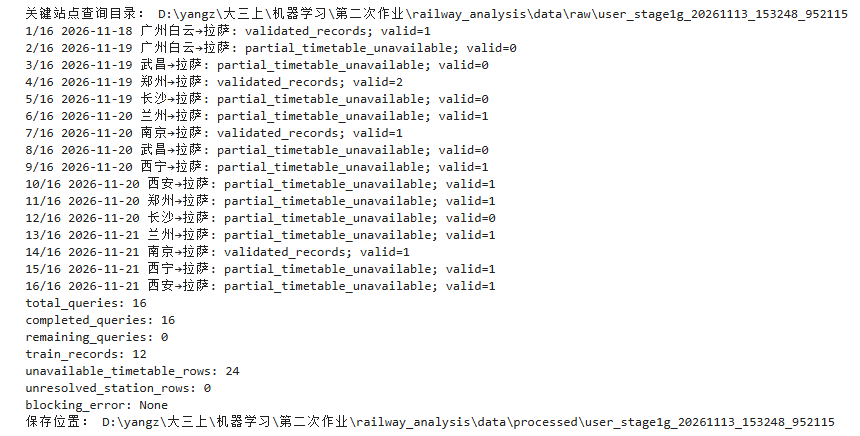 关键站点查询目录： D:\yangz\大三上\机器学习\第二次作业\railway_analysis\data\raw\user_stage1g_20261113_153248_952115
1/16 2026-11-18 广州白云→拉萨: validated_records; valid=1
2/16 2026-11-19 广州白云→拉萨: partial_timetable_unavailable; valid=0
3/16 2026-11-19 武昌→拉萨: partial_timetable_unavailable; valid=0
4/16 2026-11-19 郑州→拉萨: validated_records; valid=2
5/16 2026-11-19 长沙→拉萨: partial_timetable_unavailable; valid=0
6/16 2026-11-20 兰州→拉萨: partial_timetable_unavailable; valid=1
7/16 2026-11-20 南京→拉萨: validated_records; valid=1
8/16 2026-11-20 武昌→拉萨: partial_timetable_unavailable; valid=0
9/16 2026-11-20 西宁→拉萨: partial_timetable_unavailable; valid=1
10/16 2026-11-20 西安→拉萨: partial_timetable_unavailable; valid=1
11/16 2026-11-20 郑州→拉萨: partial_timetable_unavailable; valid=1
12/16 2026-11-20 长沙→拉萨: partial_timetable_unavailable; valid=0
13/16 2026-11-21 兰州→拉萨: partial_timetable_unavailable; valid=1
14/16 2026-11-21 南京→拉萨: validated_records; valid=1
15/16 2026-11-21 西宁→拉萨: partial_timetable_unavailable; valid=1
16/16 2026-11-21 西安→拉萨: partial_timetable_unavailable; valid=1
total_queries: 16
completed_queries: 16
remaining_queries: 0
train_records: 12
unavailable_timetable_rows: 24
unresolved_station_rows: 0
blocking_error: None
保存位置： D:\yangz\大三上\机器学习\第二次作业\railway_analysis\data\processed\user_stage1g_20261113_153248_952115